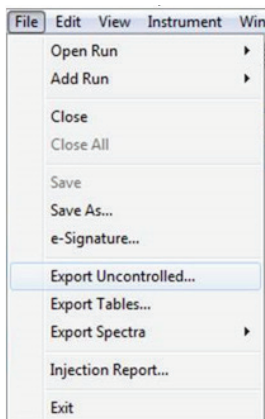 File Edit View Instrument Win
Open Run
Add Run
Close
Close All
Save
Save As...
e-Signature...
Export Uncontrolled...
Export Tables...
Export Spectra
Injection Report...
Exit